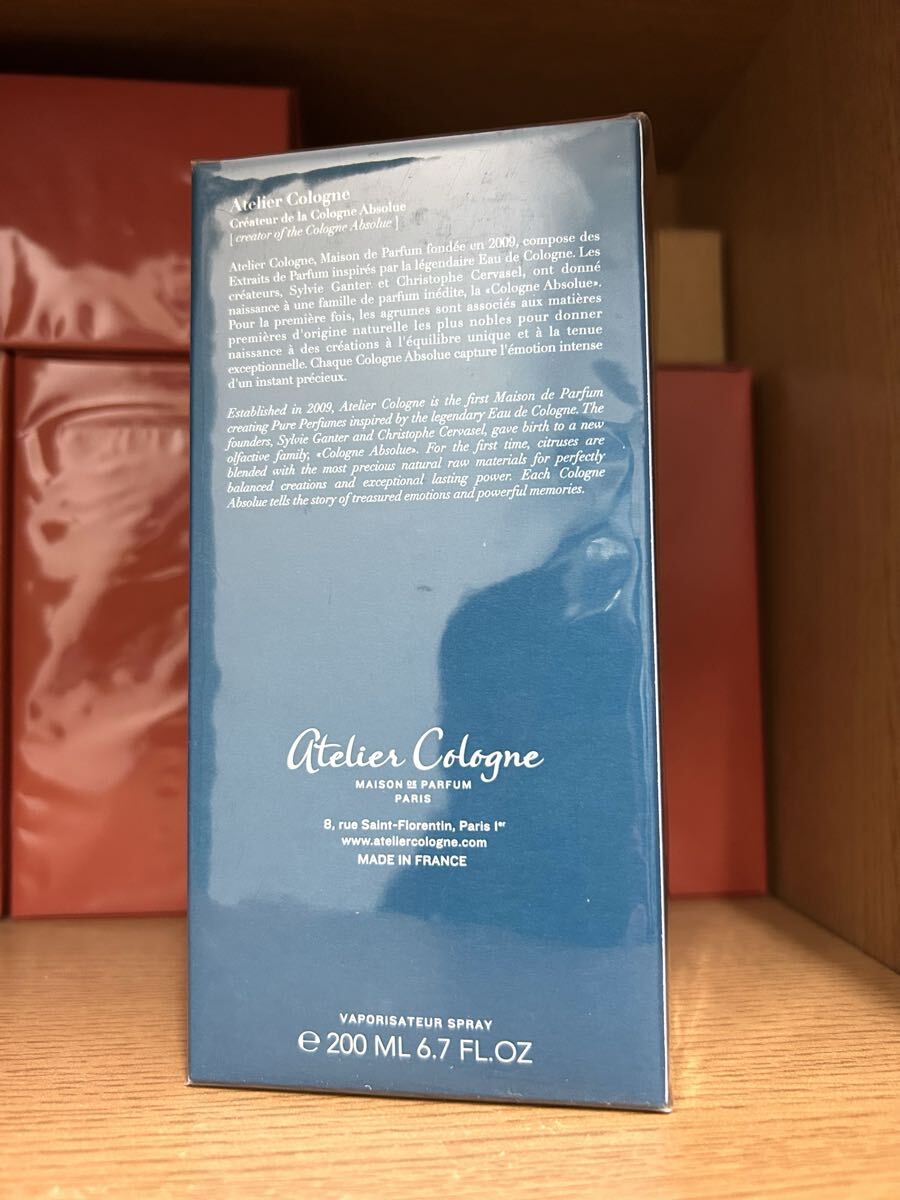 Atelier Cologne
Créateur de la Cologne Absolue
[ creator of the Cologne Absolue ]
Atelier Cologne, Maison de Parfum fondée en 2009, compose des
Extraits de Parfum inspirés par la légendaire Eau de Cologne. Les
créateurs, Sylvie Ganter et Christophe Cervasel, ont donné
naissance à une famille de parfum inédite, la «Cologne Absolue».
Pour la première fois, les agrumes sont associés aux matières
premières d'origine naturelle les plus nobles pour donner
naissance à des créations à l'équilibre unique et à la tenue
exceptionnelle. Chaque Cologne Absolue capture l'émotion intense
d'un instant précieux.
Established in 2009, Atelier Cologne is the first Maison de Parfum
creating Pure Perfumes inspired by the legendary Eau de Cologne. The
founders, Sylvie Ganter and Christophe Cervasel, gave birth to a new
olfactive family, «Cologne Absolue». For the first time, citruses are
blended with the most precious natural raw materials for perfectly
balanced creations and exceptional lasting power. Each Cologne
Absolue tells the story of treasured emotions and powerful memories.
Atelier Cologne
MAISON DE PARFUM
PARIS
8, rue Saint-Florentin, Paris Iᵉʳ
www.ateliercologne.com
MADE IN FRANCE
VAPORISATEUR SPRAY
℮ 200 ML 6.7 FL.OZ